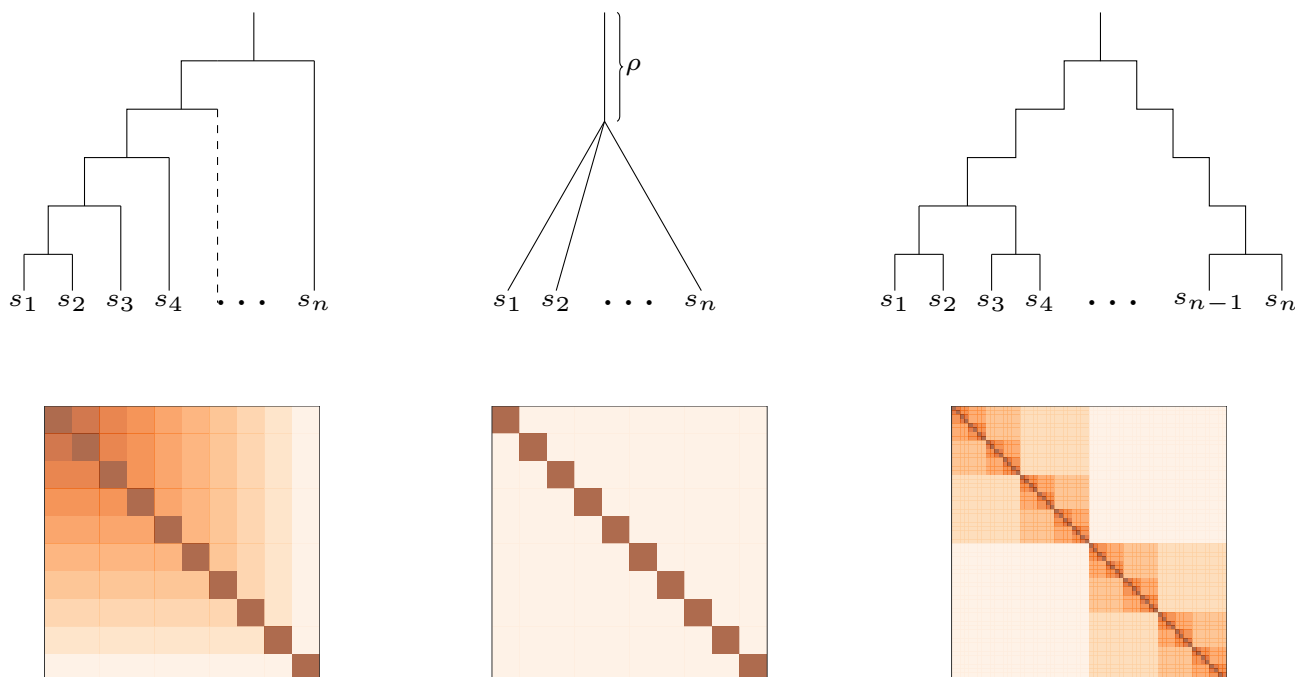 ρ
s₁ s₂ s₃ s₄ ··· sₙ
s₁ s₂ ··· sₙ
s₁ s₂ s₃ s₄ ··· sₙ₋₁ sₙ